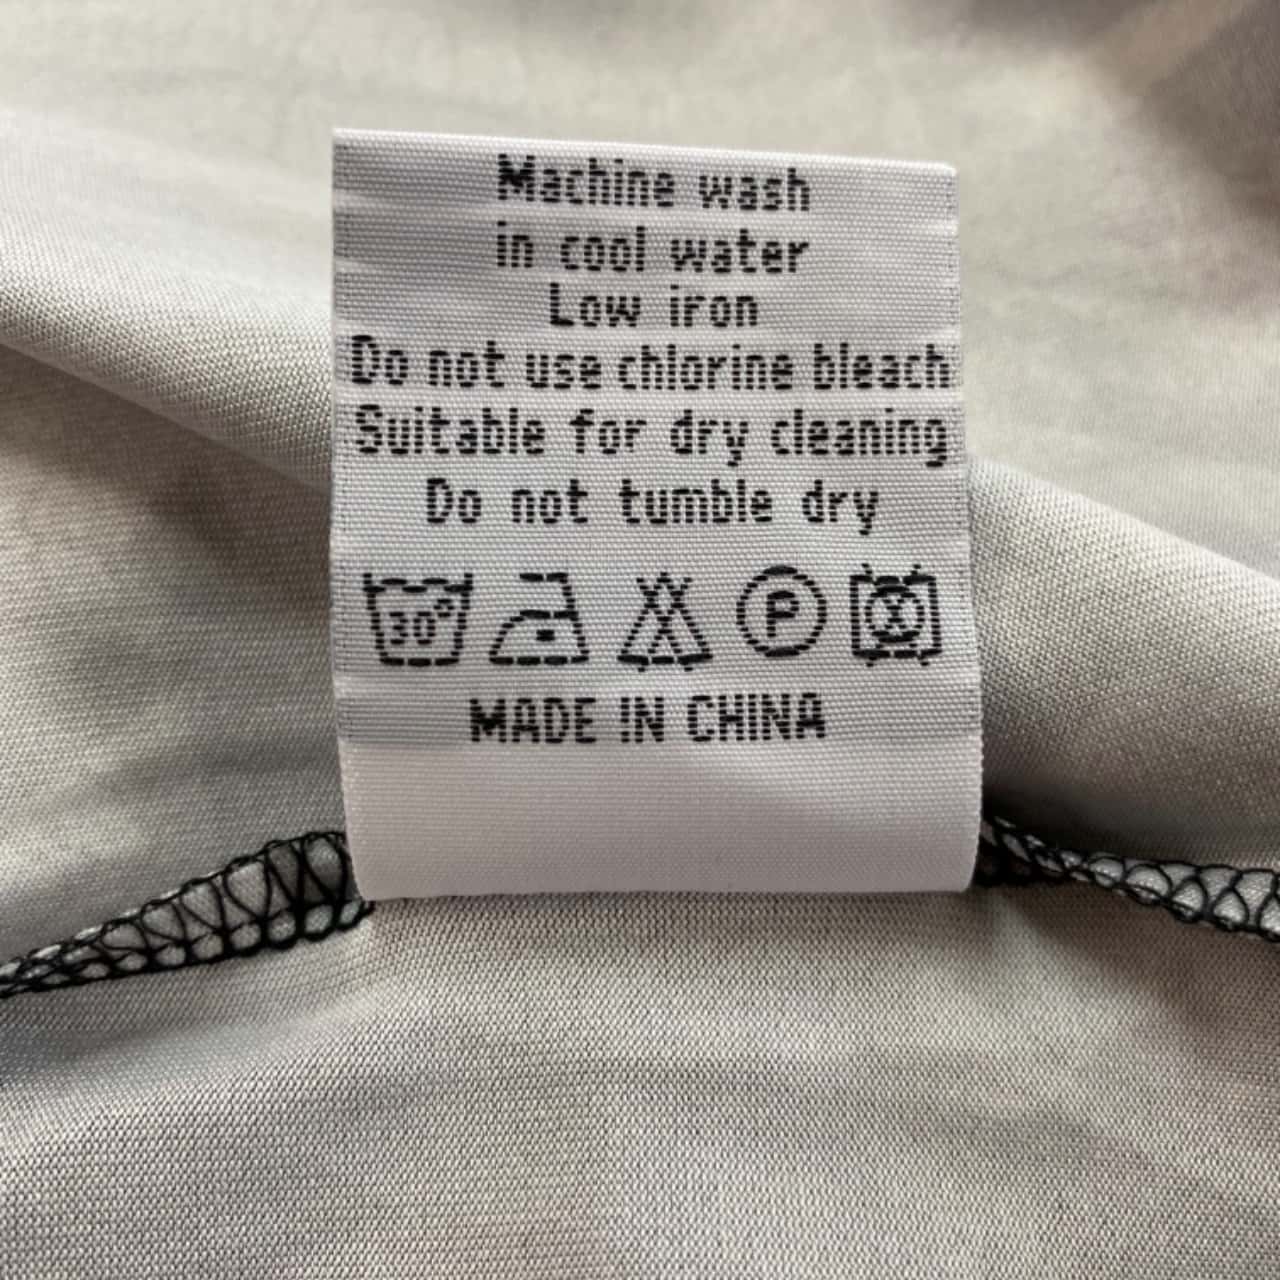 Machine wash
in cool water
Low iron
Do not use chlorine bleach
Suitable for dry cleaning
Do not tumble dry
30° P
MADE IN CHINA